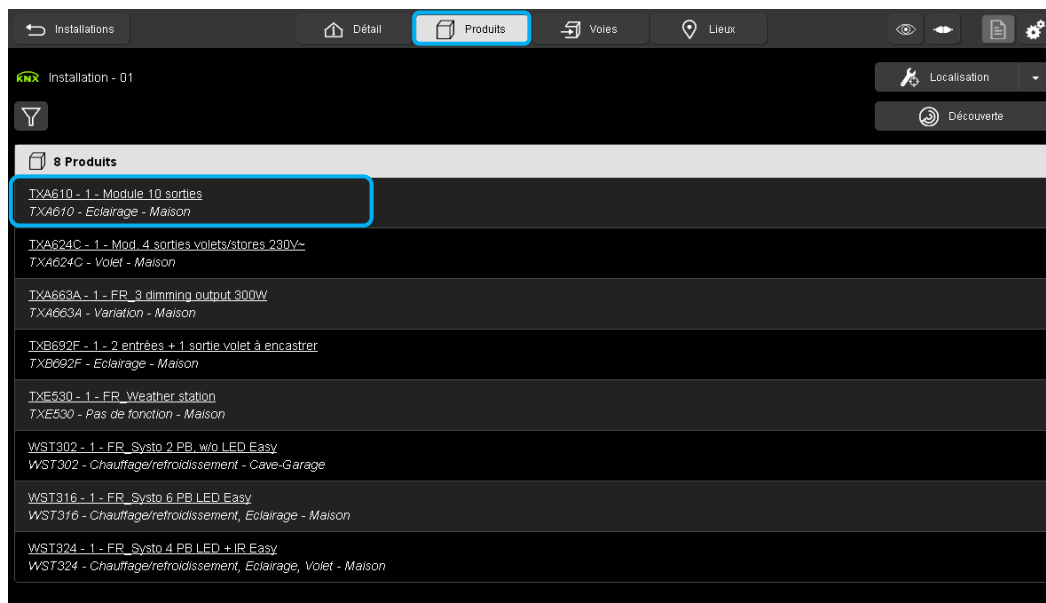 Installations
Détail
Produits
Voies
Lieux
KNX Installation - 01
Localisation
Découverte
8 Produits
TXA610 - 1 - Module 10 sorties
TXA610 - Eclairage - Maison
TXA624C - 1 - Mod. 4 sorties volets/stores 230V~
TXA624C - Volet - Maison
TXA663A - 1 - FR_3 dimming output 300W
TXA663A - Variation - Maison
TXB692F - 1 - 2 entrées + 1 sortie volet à encastrer
TXB692F - Eclairage - Maison
TXE530 - 1 - FR_Weather station
TXE530 - Pas de fonction - Maison
WST302 - 1 - FR_Systo 2 PB, w/o LED Easy
WST302 - Chauffage/refroidissement - Cave-Garage
WST316 - 1 - FR_Systo 6 PB LED Easy
WST316 - Chauffage/refroidissement, Eclairage - Maison
WST324 - 1 - FR_Systo 4 PB LED + IR Easy
WST324 - Chauffage/refroidissement, Eclairage, Volet - Maison